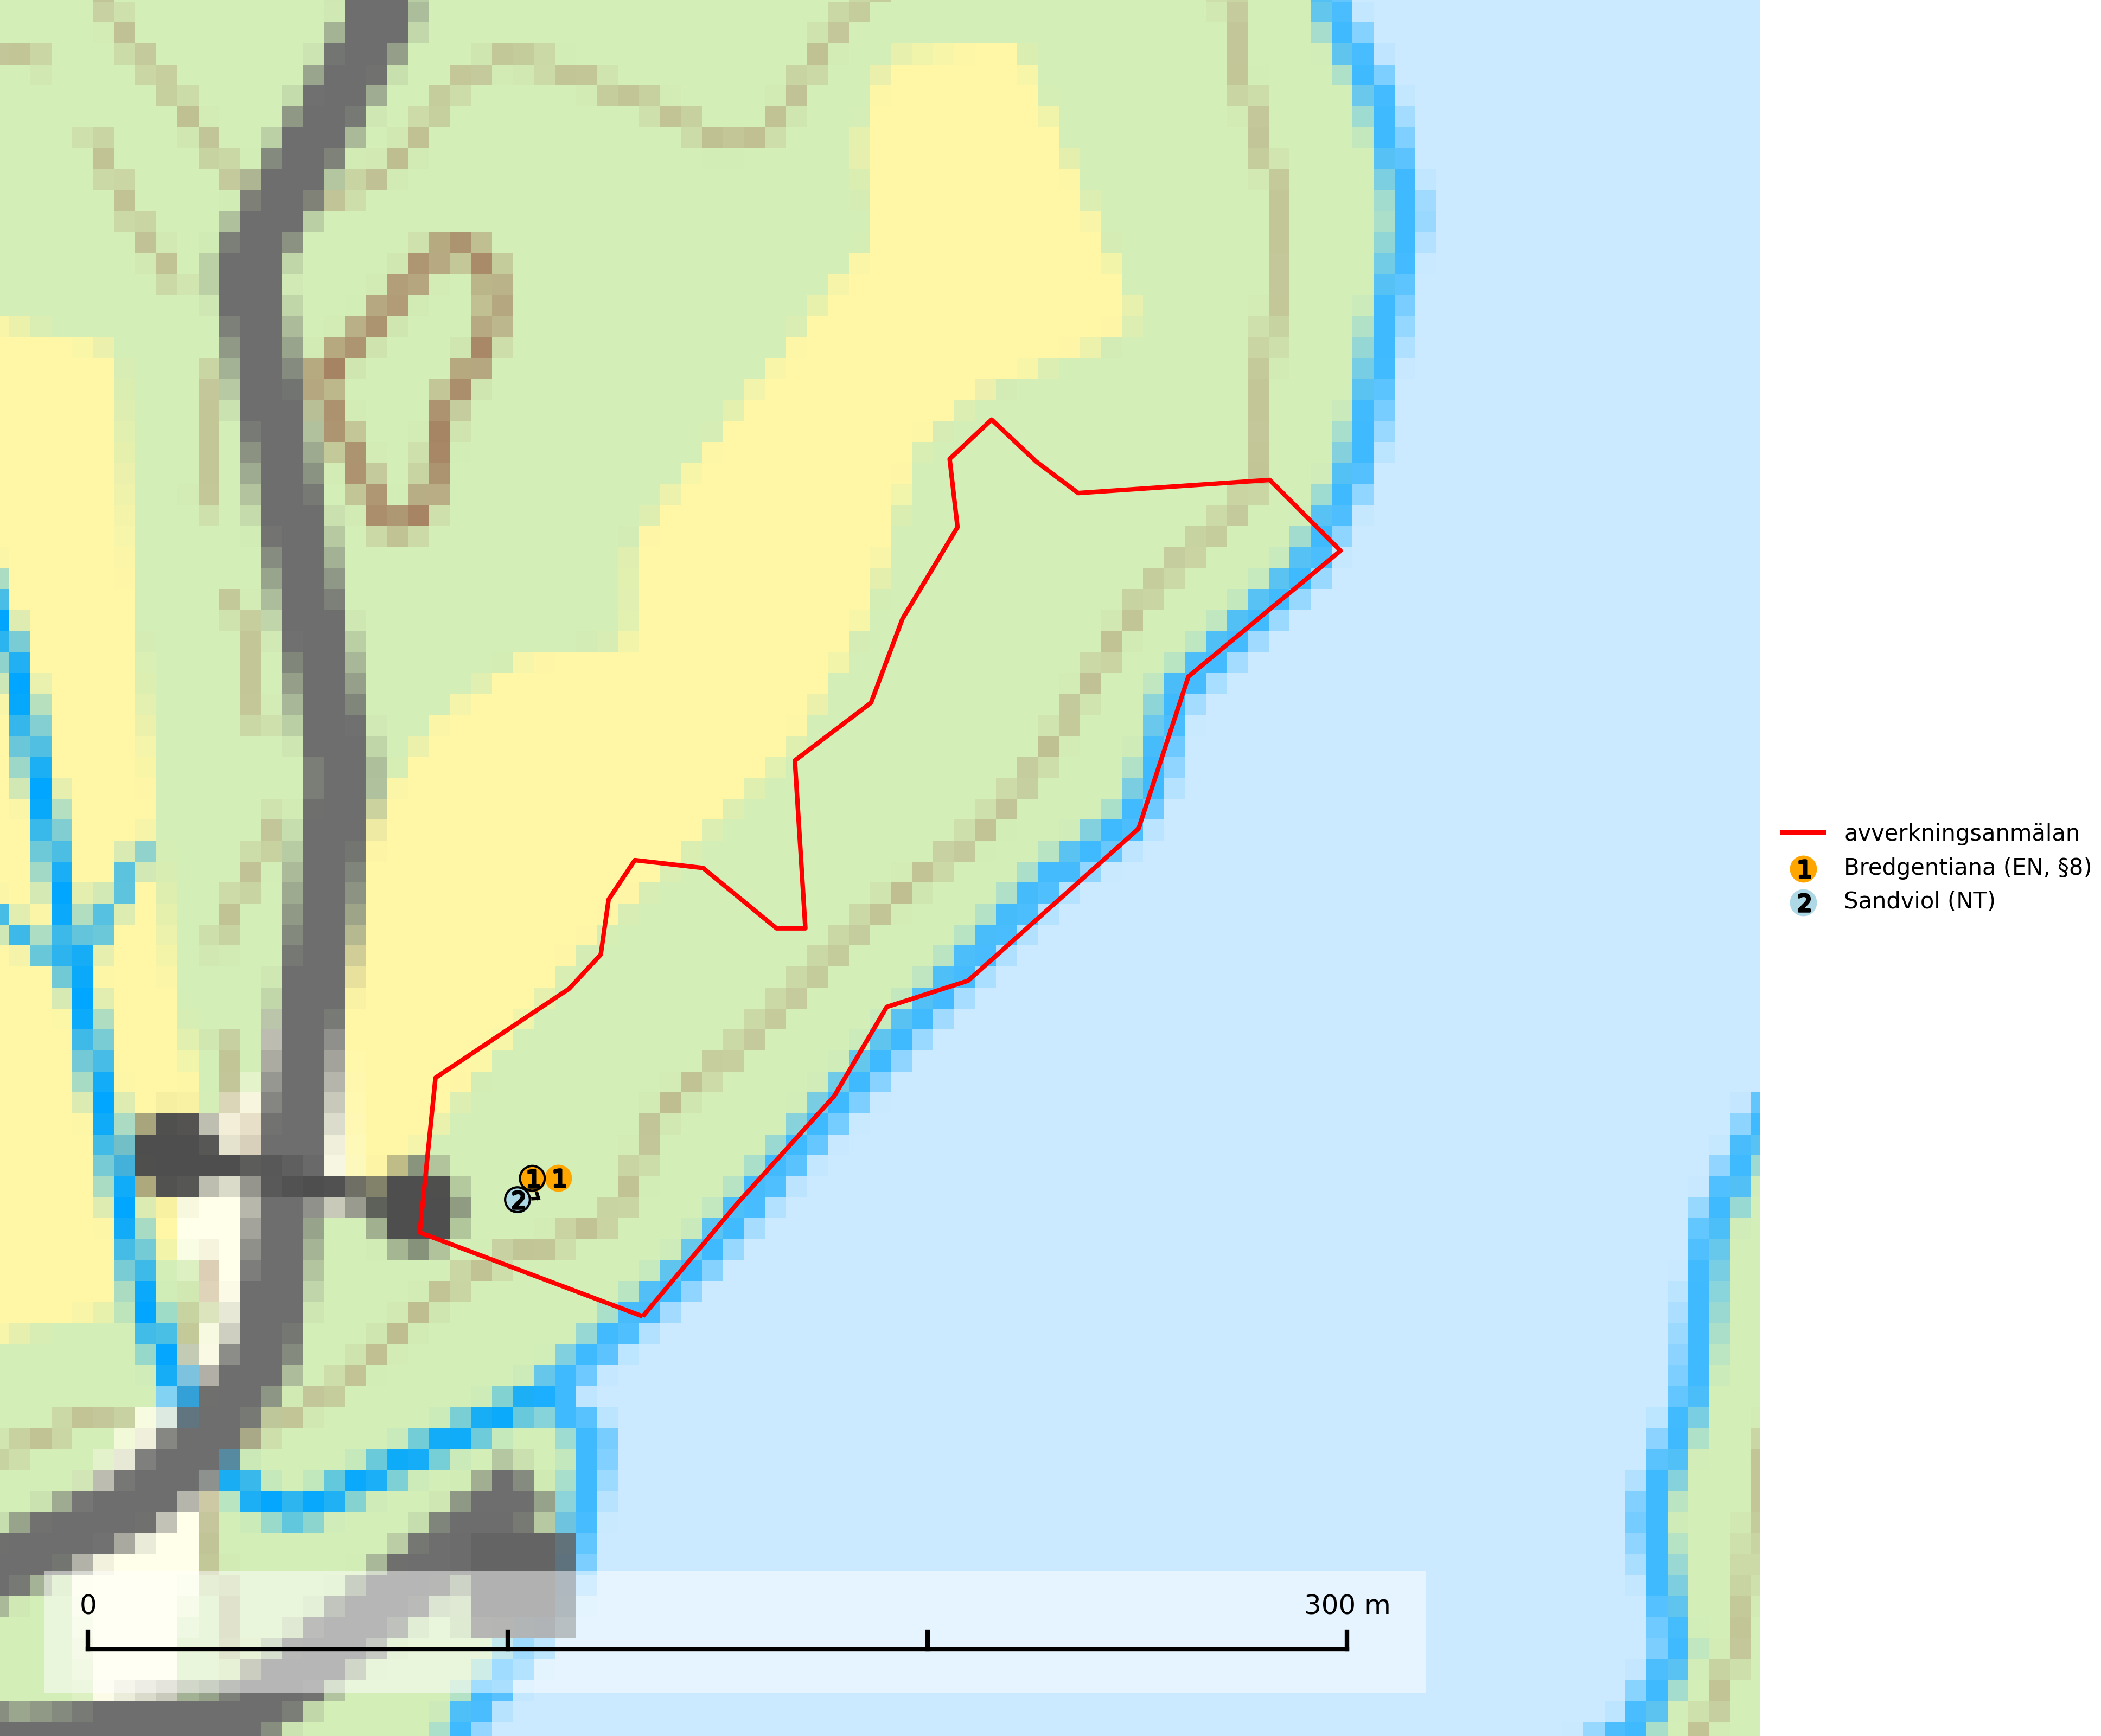 avverkningsanmälan
1 Bredgentiana (EN, §8)
2 Sandviol (NT)
1 1
2
0 300 m